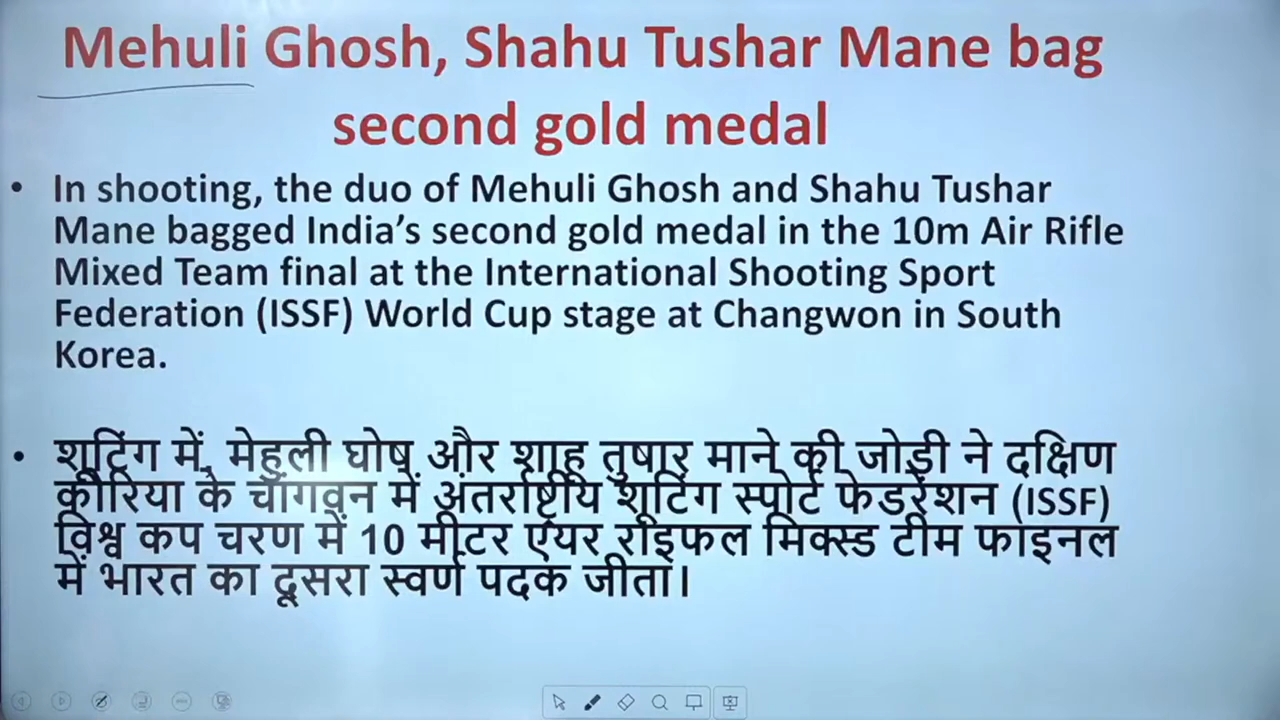 Mehuli Ghosh, Shahu Tushar Mane bag
second gold medal
• In shooting, the duo of Mehuli Ghosh and Shahu Tushar
Mane bagged India’s second gold medal in the 10m Air Rifle
Mixed Team final at the International Shooting Sport
Federation (ISSF) World Cup stage at Changwon in South
Korea.
• शूटिंग में, मेहुली घोष और शाहू तुषार माने की जोड़ी ने दक्षिण
कोरिया के चांगवन में अंतर्राष्ट्रीय शूटिंग स्पोर्ट फेडरेशन (ISSF)
विश्व कप चरण में 10 मीटर एयर राइफल मिक्स्ड टीम फाइनल
में भारत का दूसरा स्वर्ण पदक जीता।